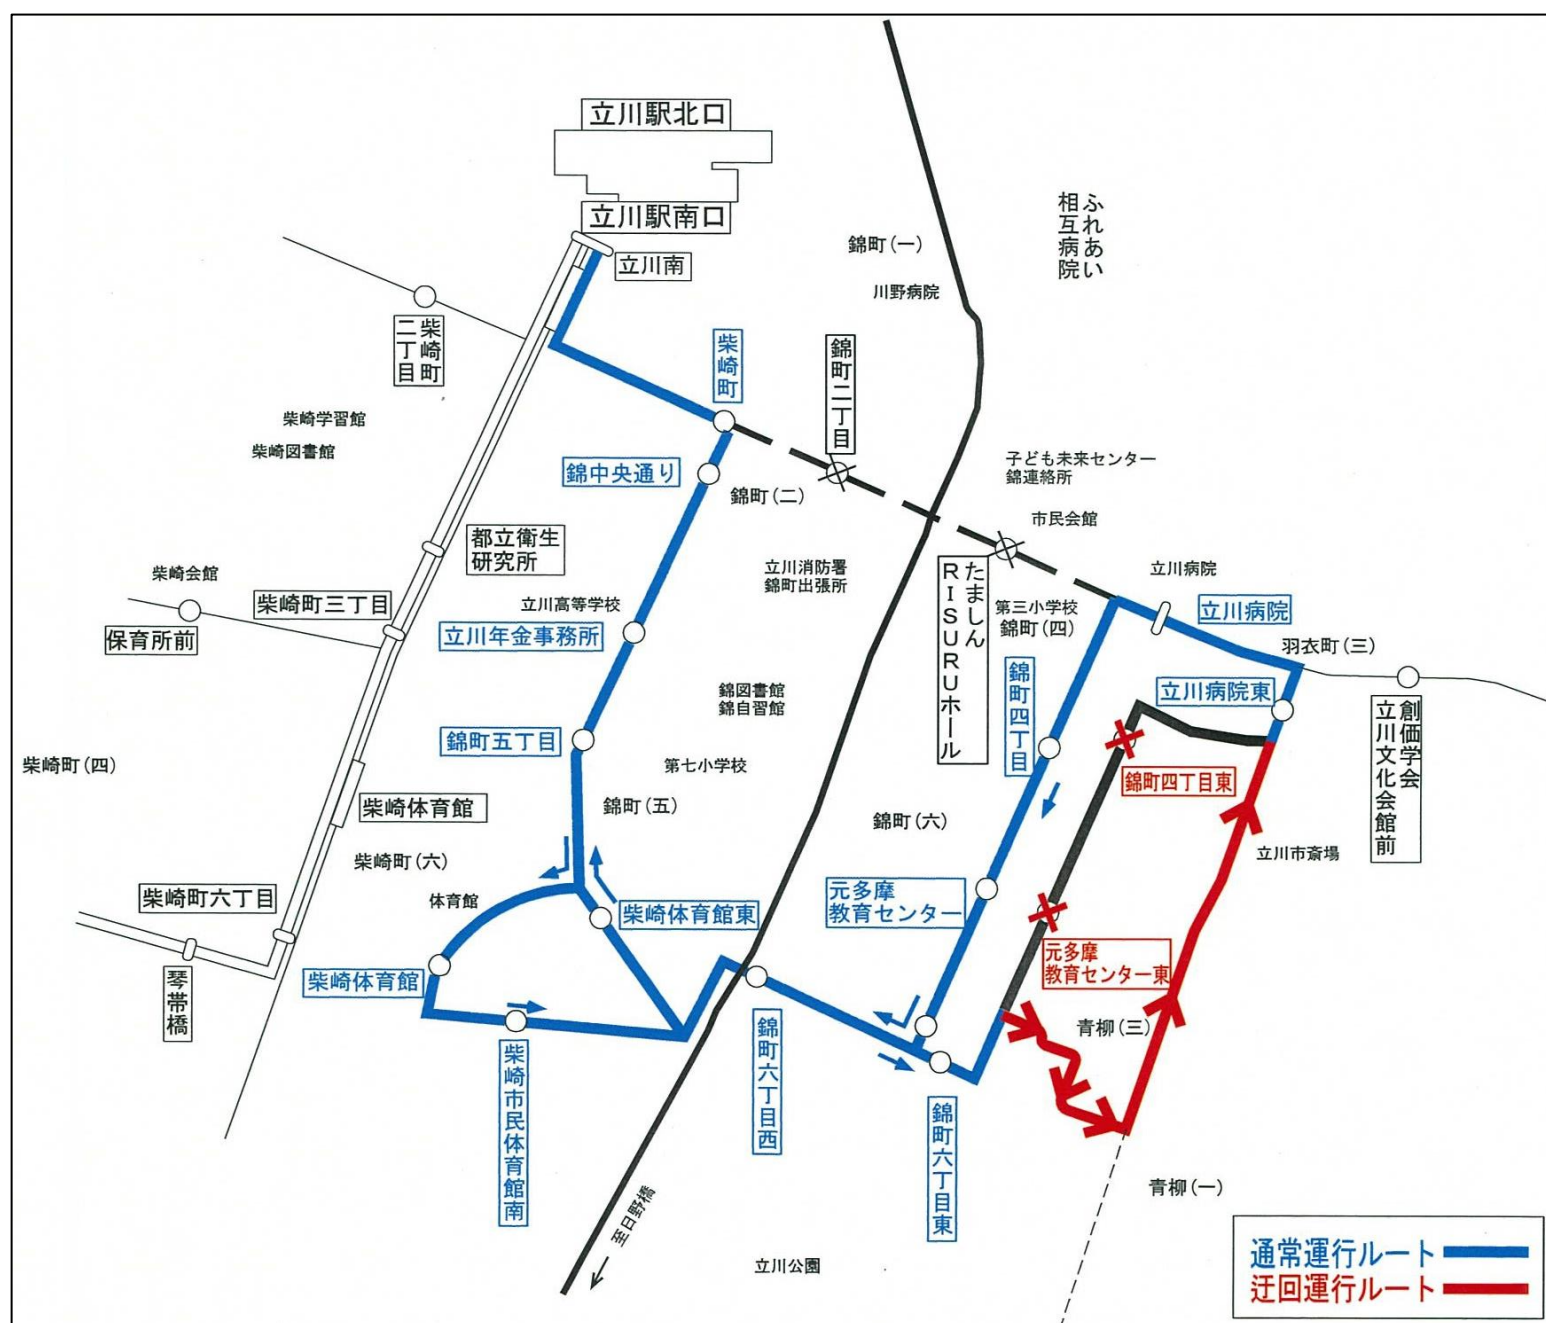 立川駅北口
立川駅南口
立川南
ふれあい
相互病院
錦町(一)
川野病院
柴崎町
二丁目
柴崎町
錦町二丁目
柴崎学習館
柴崎図書館
錦中央通り
錦町(二)
子ども未来センター
錦連絡所
市民会館
都立衛生
研究所
立川消防署
錦町出張所
たましん
RISURUホール
立川病院
柴崎会館
柴崎町三丁目
立川高等学校
第三小学校
錦町(四)
立川病院
保育所前
立川年金事務所
羽衣町(三)
錦図書館
錦自習館
錦町四丁目
立川病院東
創価学会
立川文化会館前
錦町五丁目
柴崎町(四)
第七小学校
錦町四丁目東
柴崎体育館
錦町(五)
錦町(六)
立川市斎場
柴崎町(六)
柴崎町六丁目
体育館
柴崎体育館東
元多摩
教育センター
元多摩
教育センター東
琴帯橋
柴崎体育館
青柳(三)
柴崎市民体育館南
錦町六丁目西
錦町六丁目東
至日野橋
青柳(一)
立川公園
通常運行ルート
迂回運行ルート